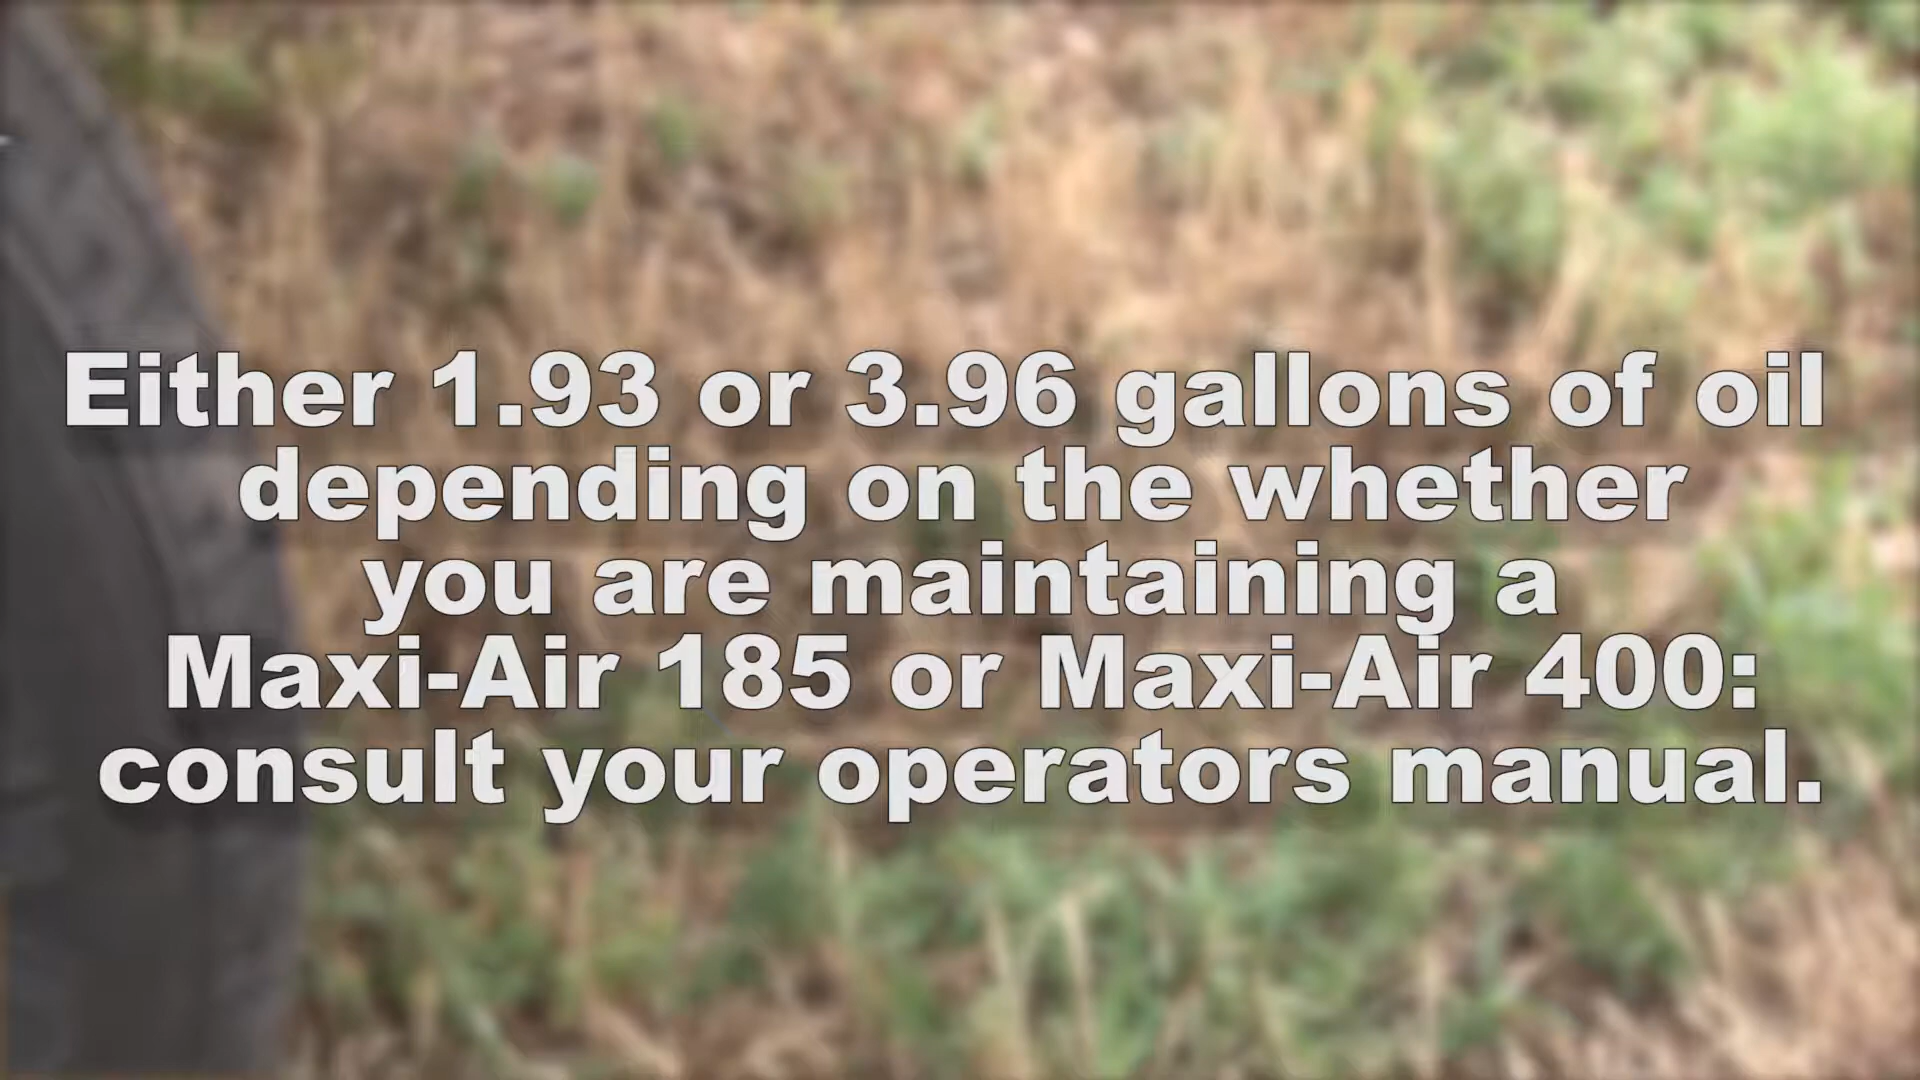 Either 1.93 or 3.96 gallons of oil
depending on the whether
you are maintaining a
Maxi-Air 185 or Maxi-Air 400:
consult your operators manual.